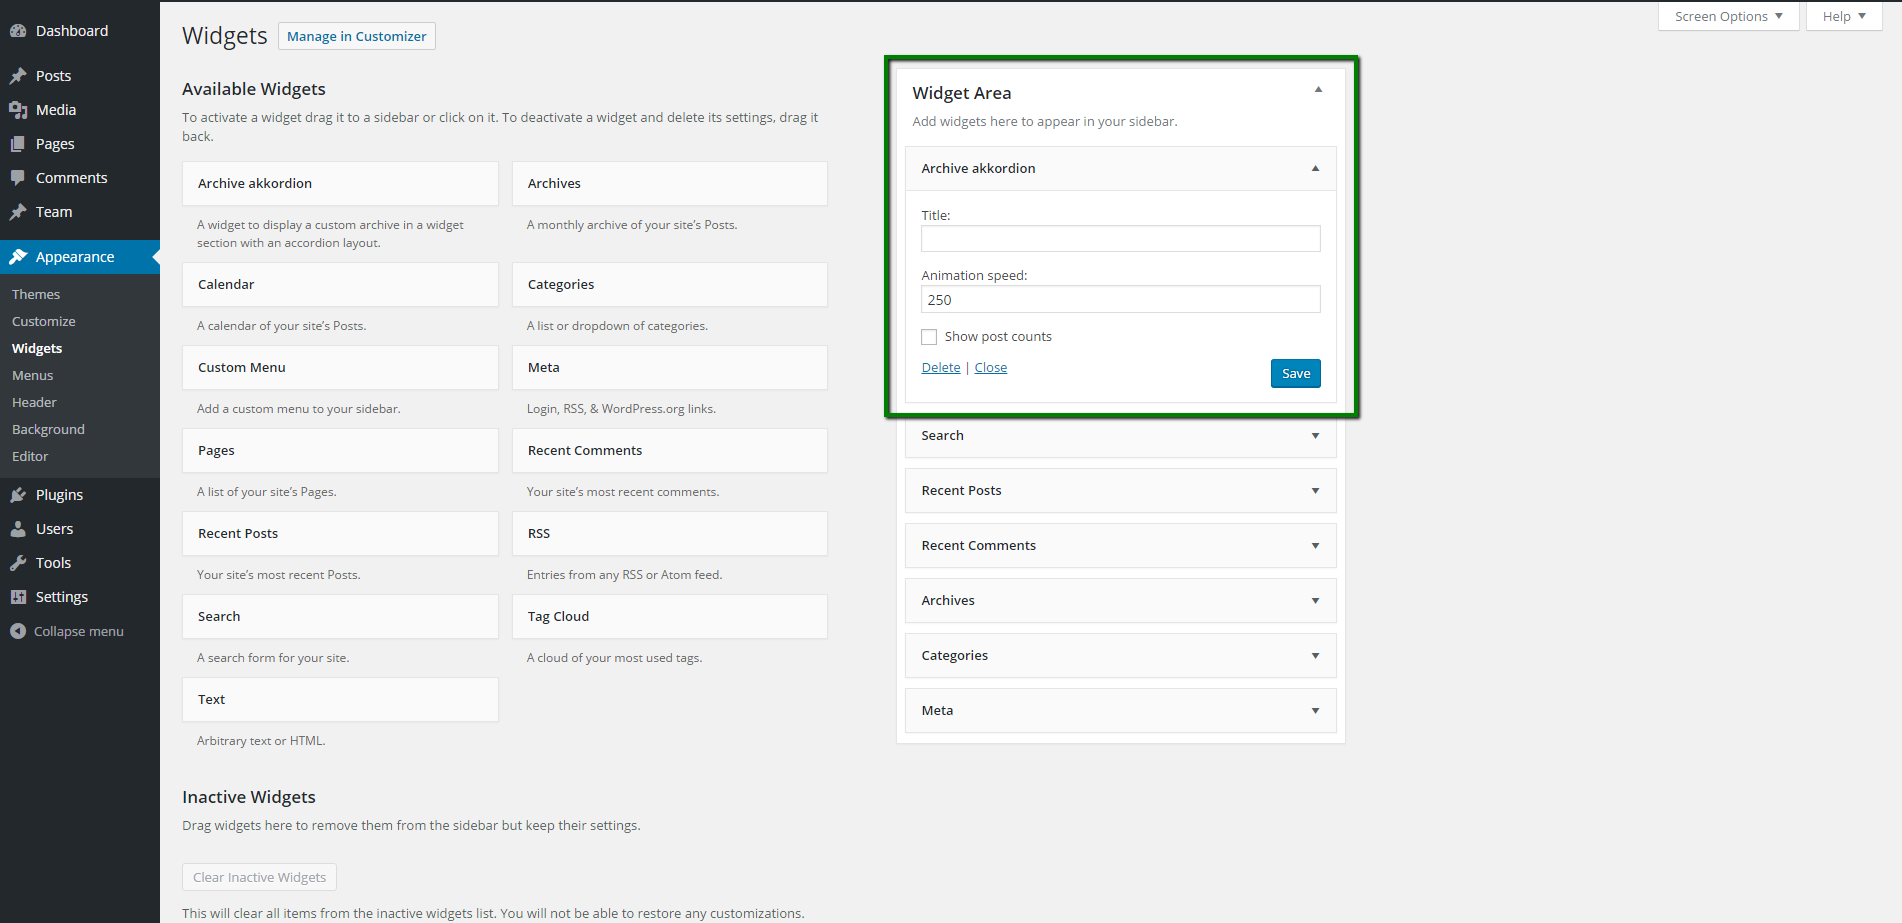 Dashboard
Posts
Media
Pages
Comments
Team
Appearance
Themes
Customize
Widgets
Menus
Header
Background
Editor
Plugins
Users
Tools
Settings
Collapse menu
Screen Options
Help
Widgets
Manage in Customizer
Available Widgets
To activate a widget drag it to a sidebar or click on it. To deactivate a widget and delete its settings, drag it
back.
Archive akkordion
A widget to display a custom archive in a widget
section with an accordion layout.
Archives
A monthly archive of your site's Posts.
Calendar
A calendar of your site's Posts.
Categories
A list or dropdown of categories.
Custom Menu
Add a custom menu to your sidebar.
Meta
Login, RSS, & WordPress.org links.
Pages
A list of your site's Pages.
Recent Comments
Your site's most recent comments.
Recent Posts
Your site's most recent Posts.
RSS
Entries from any RSS or Atom feed.
Search
A search form for your site.
Tag Cloud
A cloud of your most used tags.
Text
Arbitrary text or HTML.
Inactive Widgets
Drag widgets here to remove them from the sidebar but keep their settings.
Clear Inactive Widgets
This will clear all items from the inactive widgets list. You will not be able to restore any customizations.
Widget Area
Add widgets here to appear in your sidebar.
Archive akkordion
Title:
Animation speed:
250
Show post counts
Delete | Close
Save
Search
Recent Posts
Recent Comments
Archives
Categories
Meta